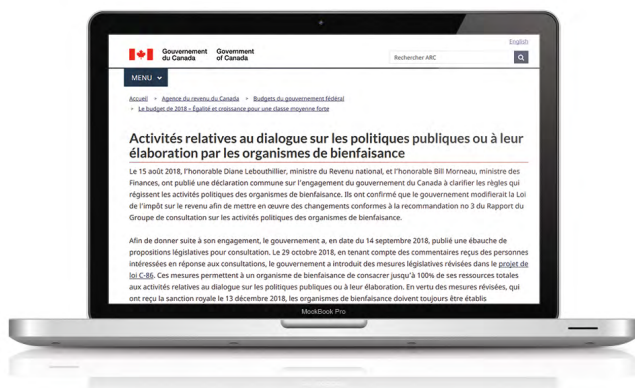 English
Gouvernement Government
du Canada of Canada
Rechercher ARC
MENU
Accueil Agence du revenu du Canada Budgets du gouvernement fédéral
Le budget de 2018 « Égalité et croissance pour une classe moyenne forte
Activités relatives au dialogue sur les politiques publiques ou à leur
élaboration par les organismes de bienfaisance
Le 15 août 2018, l'honorable Diane Lebouthillier, ministre du Revenu national, et l'honorable Bill Morneau, ministre des
Finances, ont publié une déclaration commune sur l'engagement du gouvernement du Canada à clarifier les règles qui
régissent les activités politiques des organismes de bienfaisance. Ils ont confirmé que le gouvernement modifierait la Loi
de l'impôt sur le revenu afin de mettre en œuvre des changements conformes à la recommandation no 3 du Rapport du
Groupe de consultation sur les activités politiques des organismes de bienfaisance.
Afin de donner suite à son engagement, le gouvernement a, en date du 14 septembre 2018, publié une ébauche de
propositions législatives pour consultation. Le 29 octobre 2018, en tenant compte des commentaires reçus des personnes
intéressées en réponse aux consultations, le gouvernement a introduit des mesures législatives révisées dans le projet de
loi C-86. Ces mesures permettent à un organisme de bienfaisance de consacrer jusqu'à 100% de ses ressources totales
aux activités relatives au dialogue sur les politiques publiques ou à leur élaboration. En vertu des mesures révisées, qui
ont reçu la sanction royale le 13 décembre 2018, les organismes de bienfaisance doivent toujours être établis
MookBook Pro